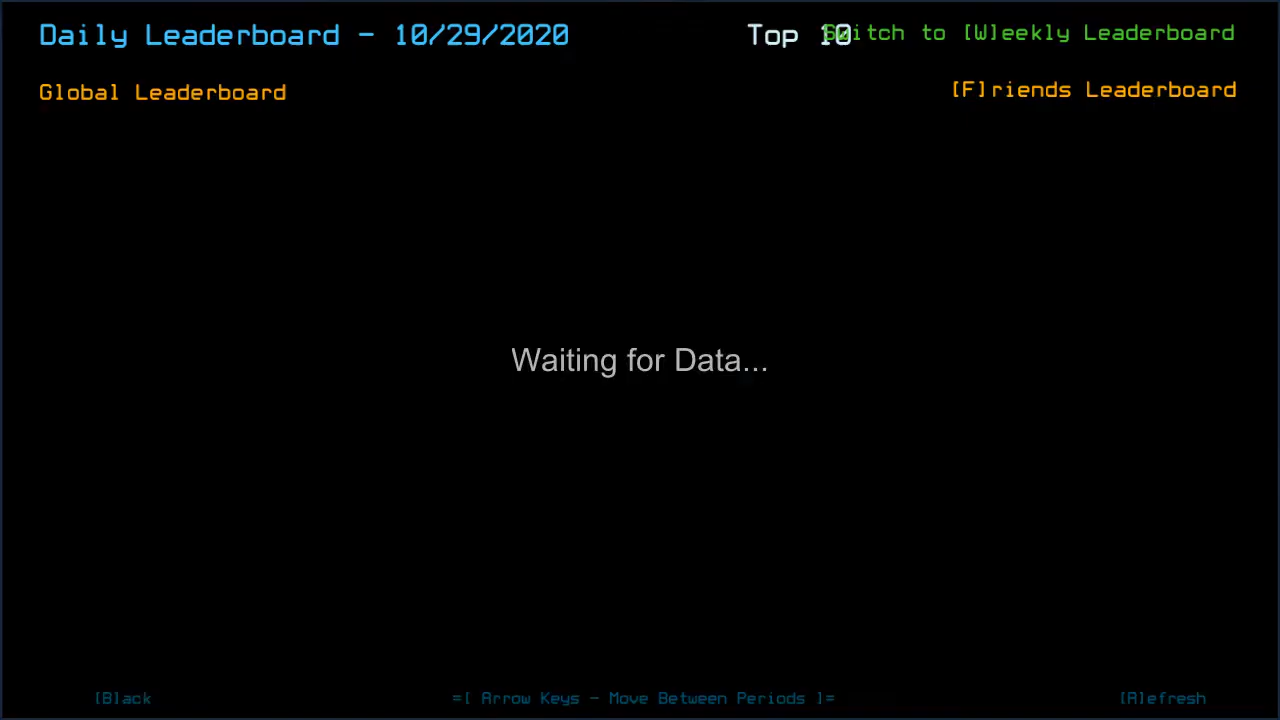 Daily Leaderboard - 10/29/2020
Top 10
Switch to [W]eekly Leaderboard
Global Leaderboard
[F]riends Leaderboard
Waiting for Data...
[B]ack
=[ Arrow Keys - Move Between Periods ]=
[R]efresh